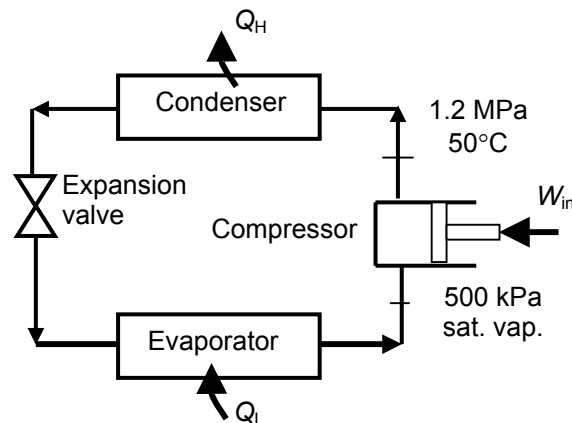 Q_H
Condenser
1.2 MPa
50°C
Expansion
valve
Compressor
W_in
500 kPa
sat. vap.
Evaporator
Q_L